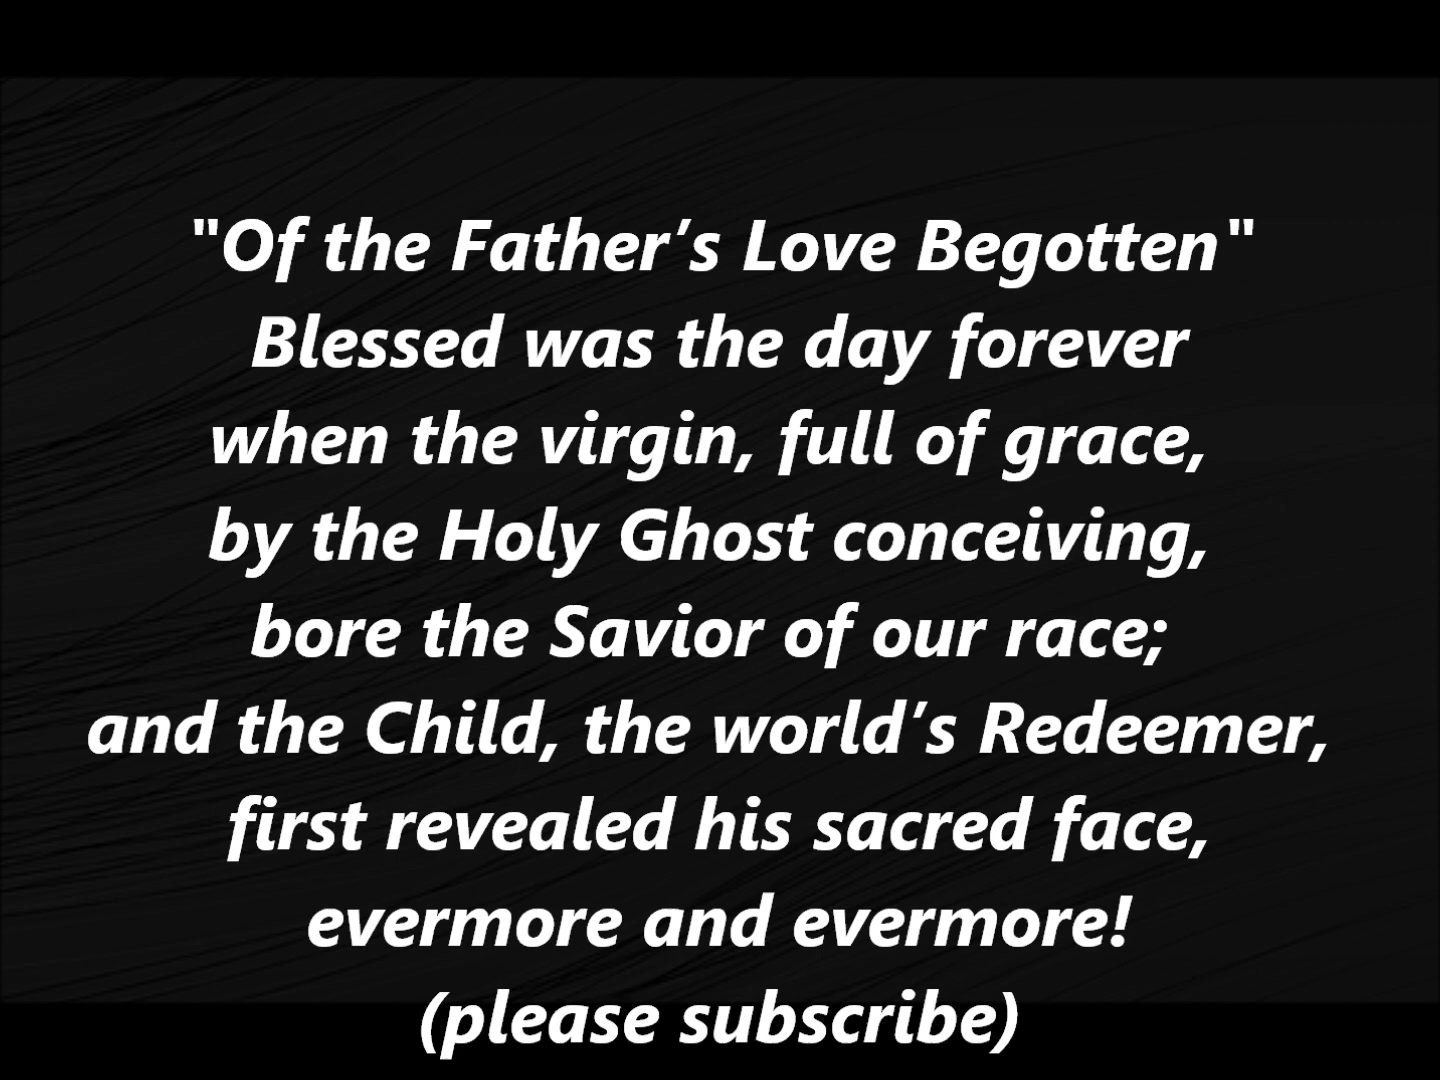 "Of the Father’s Love Begotten"
Blessed was the day forever
when the virgin, full of grace,
by the Holy Ghost conceiving,
bore the Savior of our race;
and the Child, the world’s Redeemer,
first revealed his sacred face,
evermore and evermore!
(please subscribe)